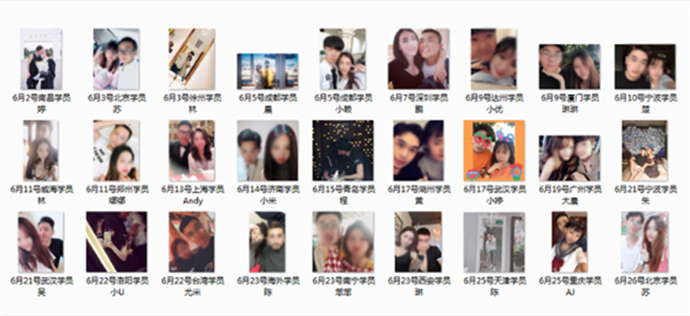 6月2号南昌学员
婷
6月3号北京学员
苏
6月3号徐州学员
林
6月5号成都学员
晨
6月5号成都学员
小赖
6月7号深圳学员
鹏
6月9号达州学员
小优
6月9号厦门学员
琳琳
6月10号宁波学员
楚
6月11号威海学员
林
6月11号郑州学员
娜娜
6月13号上海学员
Andy
6月14号济南学员
小米
6月15号青岛学员
程
6月17号湖州学员
黄
6月17号武汉学员
小婷
6月19号广州学员
大晨
6月21号宁波学员
朱
6月21号武汉学员
吴
6月22号洛阳学员
小U
6月22号台湾学员
尤米
6月23号海外学员
陈
6月23号南宁学员
笨笨
6月23号西安学员
琳
6月25号天津学员
陈
6月25号重庆学员
AJ
6月26号北京学员
苏